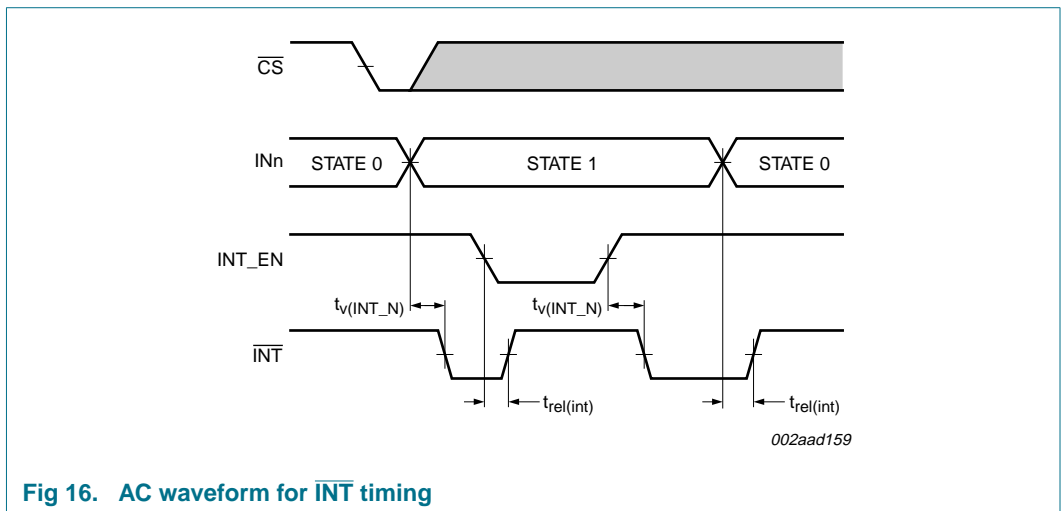 CS
INn STATE 0 STATE 1 STATE 0
INT_EN
tv(INT_N) tv(INT_N)
INT
trel(int) trel(int)
002aad159
Fig 16. AC waveform for INT timing